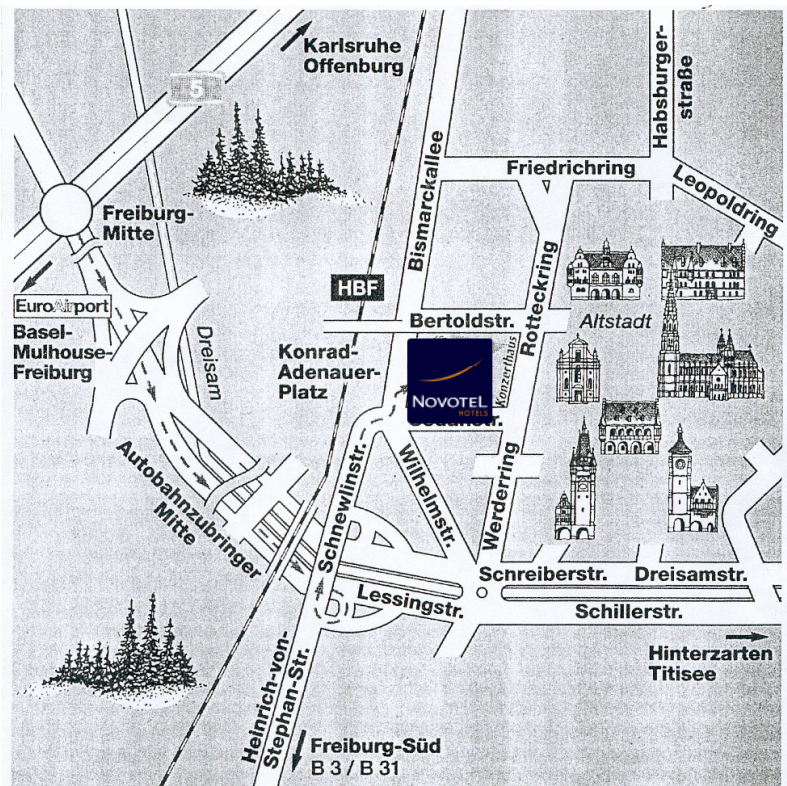 Karlsruhe
Offenburg
5
Habsburger-
straße
Friedrichring
Leopoldring
Bismarckallee
Freiburg-
Mitte
Rotteckring
HBF
EuroAirport
Basel-
Mulhouse-
Freiburg
Dreisam
Bertoldstr.
Altstadt
Konrad-
Adenauer-
Platz
Konzerthaus
NOVOTEL
HOTELS
Schnewlinstr.
Wilhelmstr.
Werderring
Autobahnzubringer
Mitte
Schreiberstr.
Dreisamstr.
Lessingstr.
Schillerstr.
Hinterzarten
Titisee
Heinrich-von-
Stephan-Str.
Freiburg-Süd
B 3 / B 31